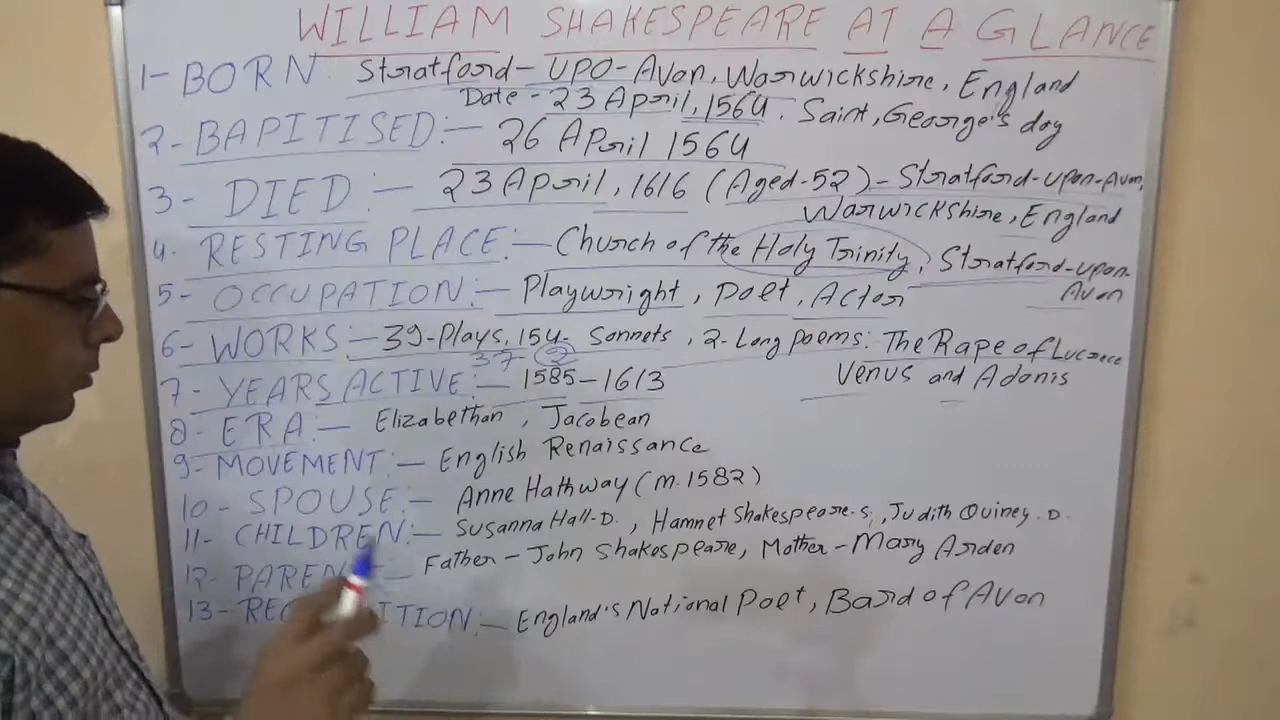 WILLIAM SHAKESPEARE AT A GLANCE
1- BORN Stratford-UPO-Avon, Warwickshire, England
Date - 23 April, 1564. Saint, George's day
2- BAPITISED:- 26 April 1564
3- DIED:- 23 April, 1616 (Aged-52)-Stratford-upon-Avon,
Warwickshire, England
4. RESTING PLACE:- Church of the Holy Trinity, Stratford-upon-
Avon
5- OCCUPATION:- Playwright, Poet, Actor
6- WORKS:- 39-Plays, 154- Sonnets, 2-Long Poems: The Rape of Lucrece
37- 2
Venus and Adonis
7- YEARS ACTIVE:- 1585-1613
8- ERA:- Elizabethan, Jacobean
9- MOVEMENT:- English Renaissance
10- SPOUSE:- Anne Hathway (m.1582)
11- CHILDREN:- Susanna Hall-D., Hamnet Shakespeare-S, Judith Quiney.D.
12- Father-John Shakespeare, Mother-Mary Arden
13- England's National Poet, Bard of Avon